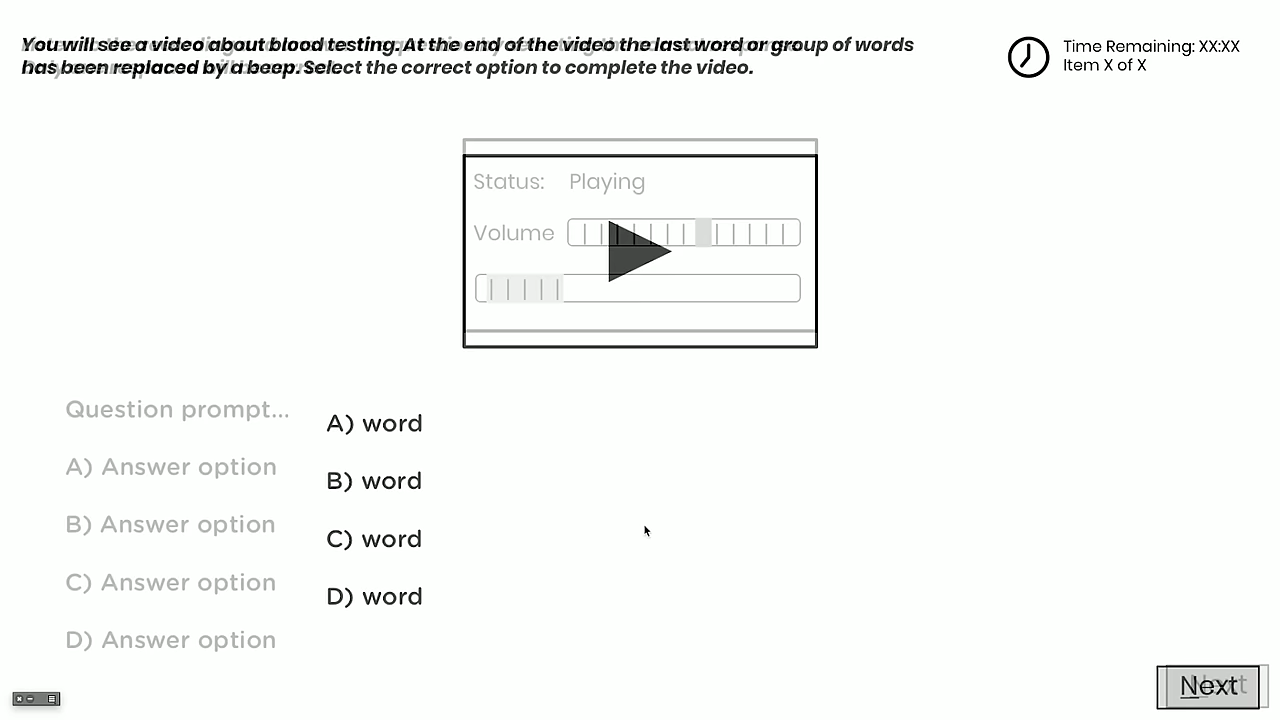 You will see a video about blood testing. At the end of the video the last word or group of words
has been replaced by a beep. Select the correct option to complete the video.
Time Remaining: XX:XX
Item X of X
Status: Playing
Volume
Question prompt...
A) Answer option
B) Answer option
C) Answer option
D) Answer option
A) word
B) word
C) word
D) word
Next
Next